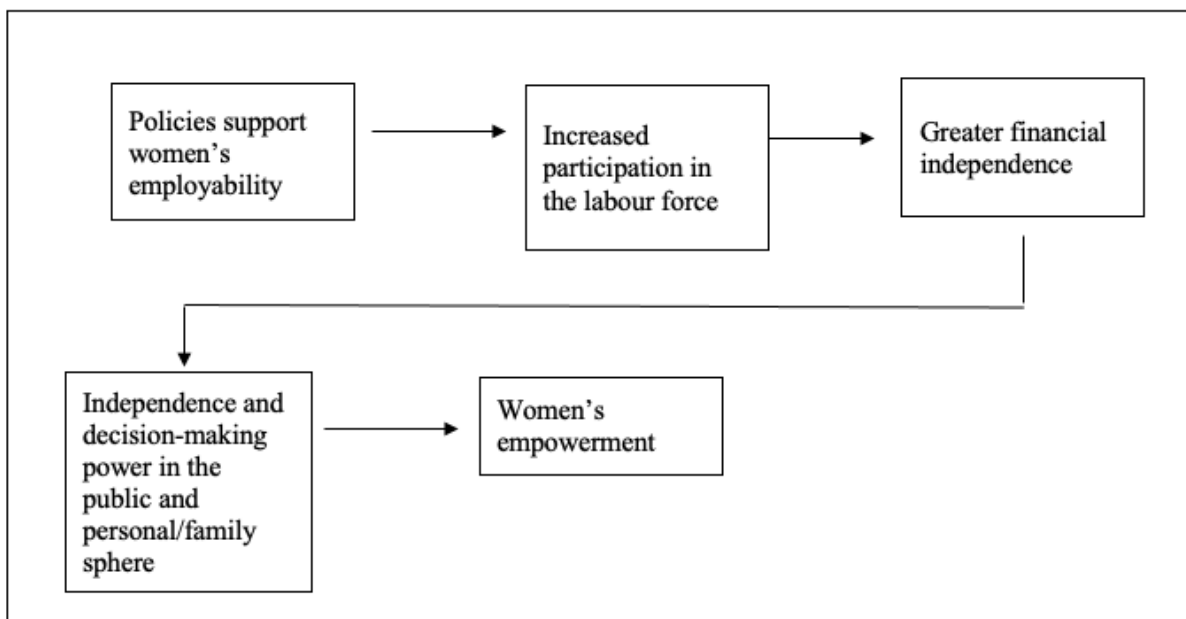 Policies support
women’s
employability
Increased
participation in
the labour force
Greater financial
independence
Independence and
decision-making
power in the
public and
personal/family
sphere
Women’s
empowerment